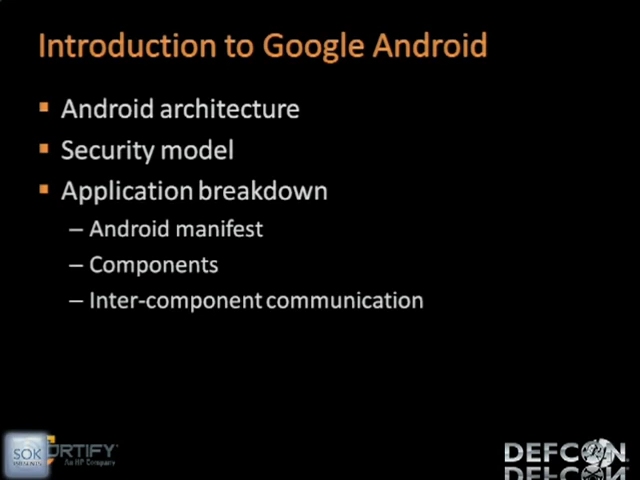 Introduction to Google Android
Android architecture
Security model
Application breakdown
– Android manifest
– Components
– Inter-component communication
SOK
ORTIFY
An HP Company
DEFCON